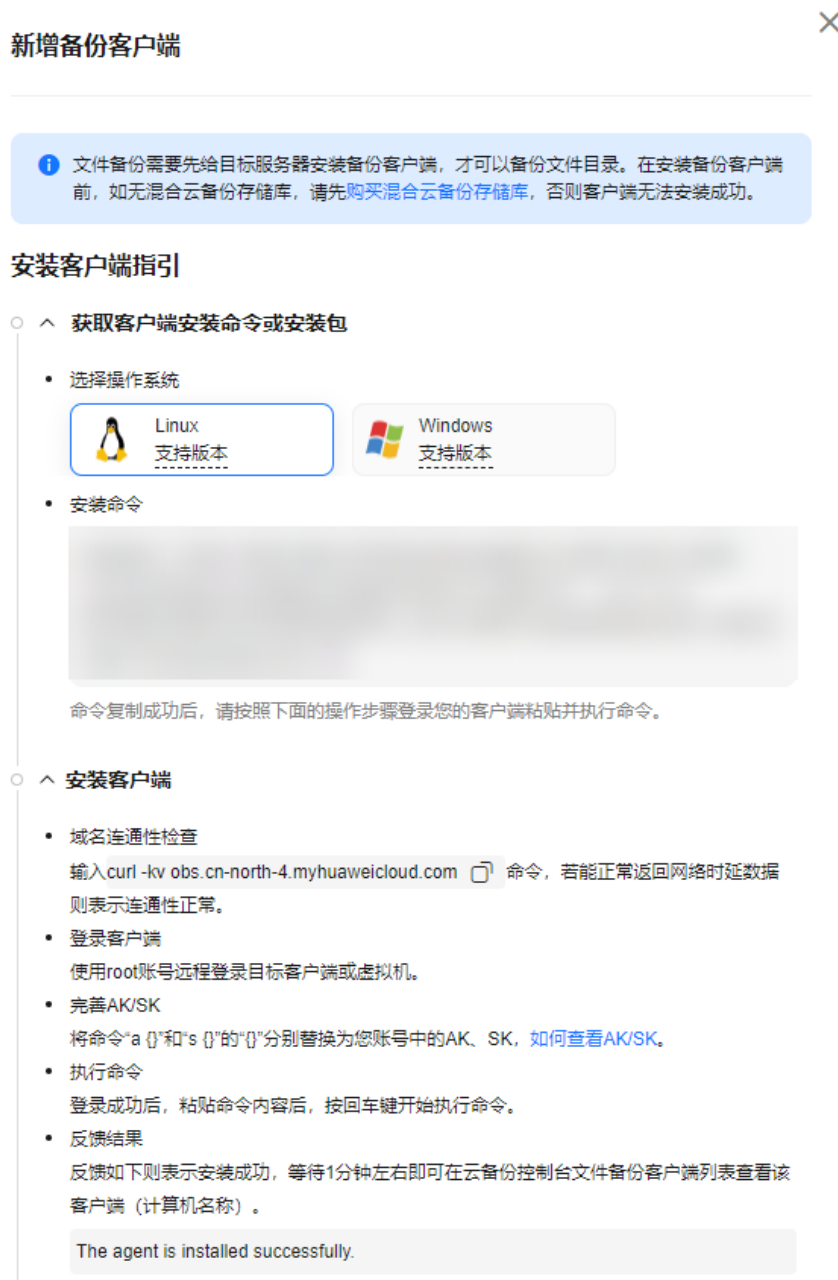 新增备份客户端
文件备份需要先给目标服务器安装备份客户端，才可以备份文件目录。在安装备份客户端
前，如无混合云备份存储库，请先购买混合云备份存储库，否则客户端无法安装成功。
安装客户端指引
获取客户端安装命令或安装包
选择操作系统
Linux
支持版本
Windows
支持版本
安装命令
命令复制成功后，请按照下面的操作步骤登录您的客户端粘贴并执行命令。
安装客户端
域名连通性检查
输入curl -kv obs.cn-north-4.myhuaweicloud.com 命令，若能正常返回网络时延数据
则表示连通性正常。
登录客户端
使用root账号远程登录目标客户端或虚拟机。
完善AK/SK
将命令“a {}”和“s {}”的“{}”分别替换为您账号中的AK、SK，如何查看AK/SK。
执行命令
登录成功后，粘贴命令内容后，按回车键开始执行命令。
反馈结果
反馈如下则表示安装成功，等待1分钟左右即可在云备份控制台文件备份客户端列表查看该
客户端（计算机名称）。
The agent is installed successfully.